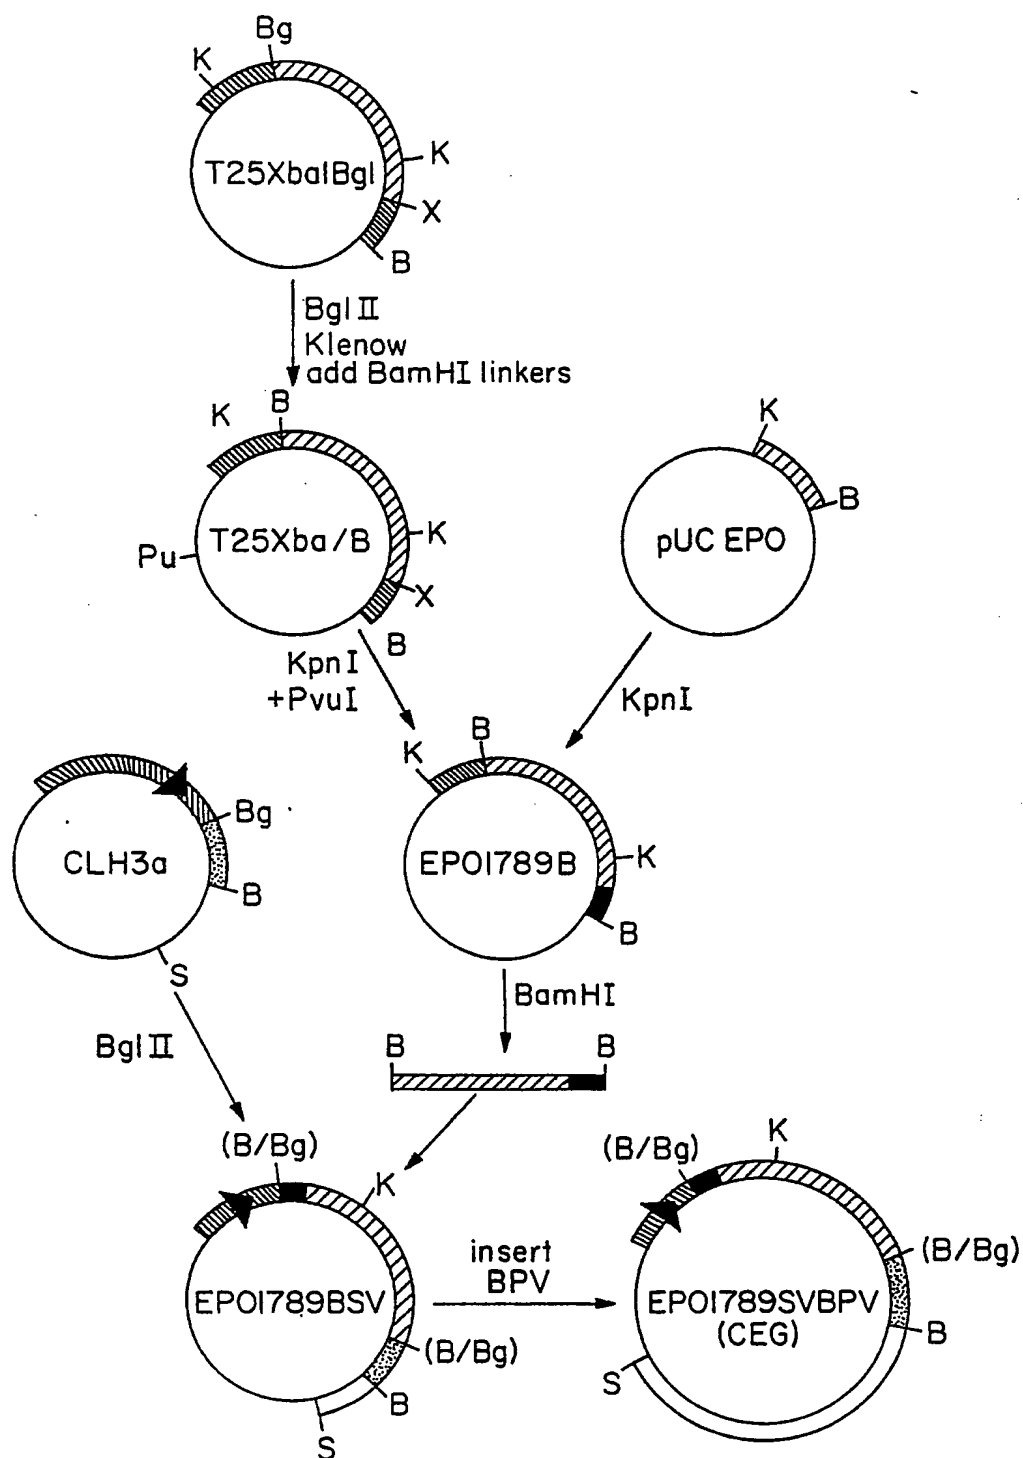 Bg
K
T25XbaIBgl
K
X
B
BglII
Klenow
add BamHI linkers
K
B
T25Xba/B
K
Pu
X
B
K
pUC EPO
B
KpnI
+PvuI
KpnI
K
B
CLH3a
Bg
B
S
EPO1789B
K
B
BglII
BamHI
B
B
(B/Bg)
K
EPO1789BSV
(B/Bg)
B
S
insert
BPV
(B/Bg)
K
(B/Bg)
EPO1789SVBPV
(CEG)
B
S